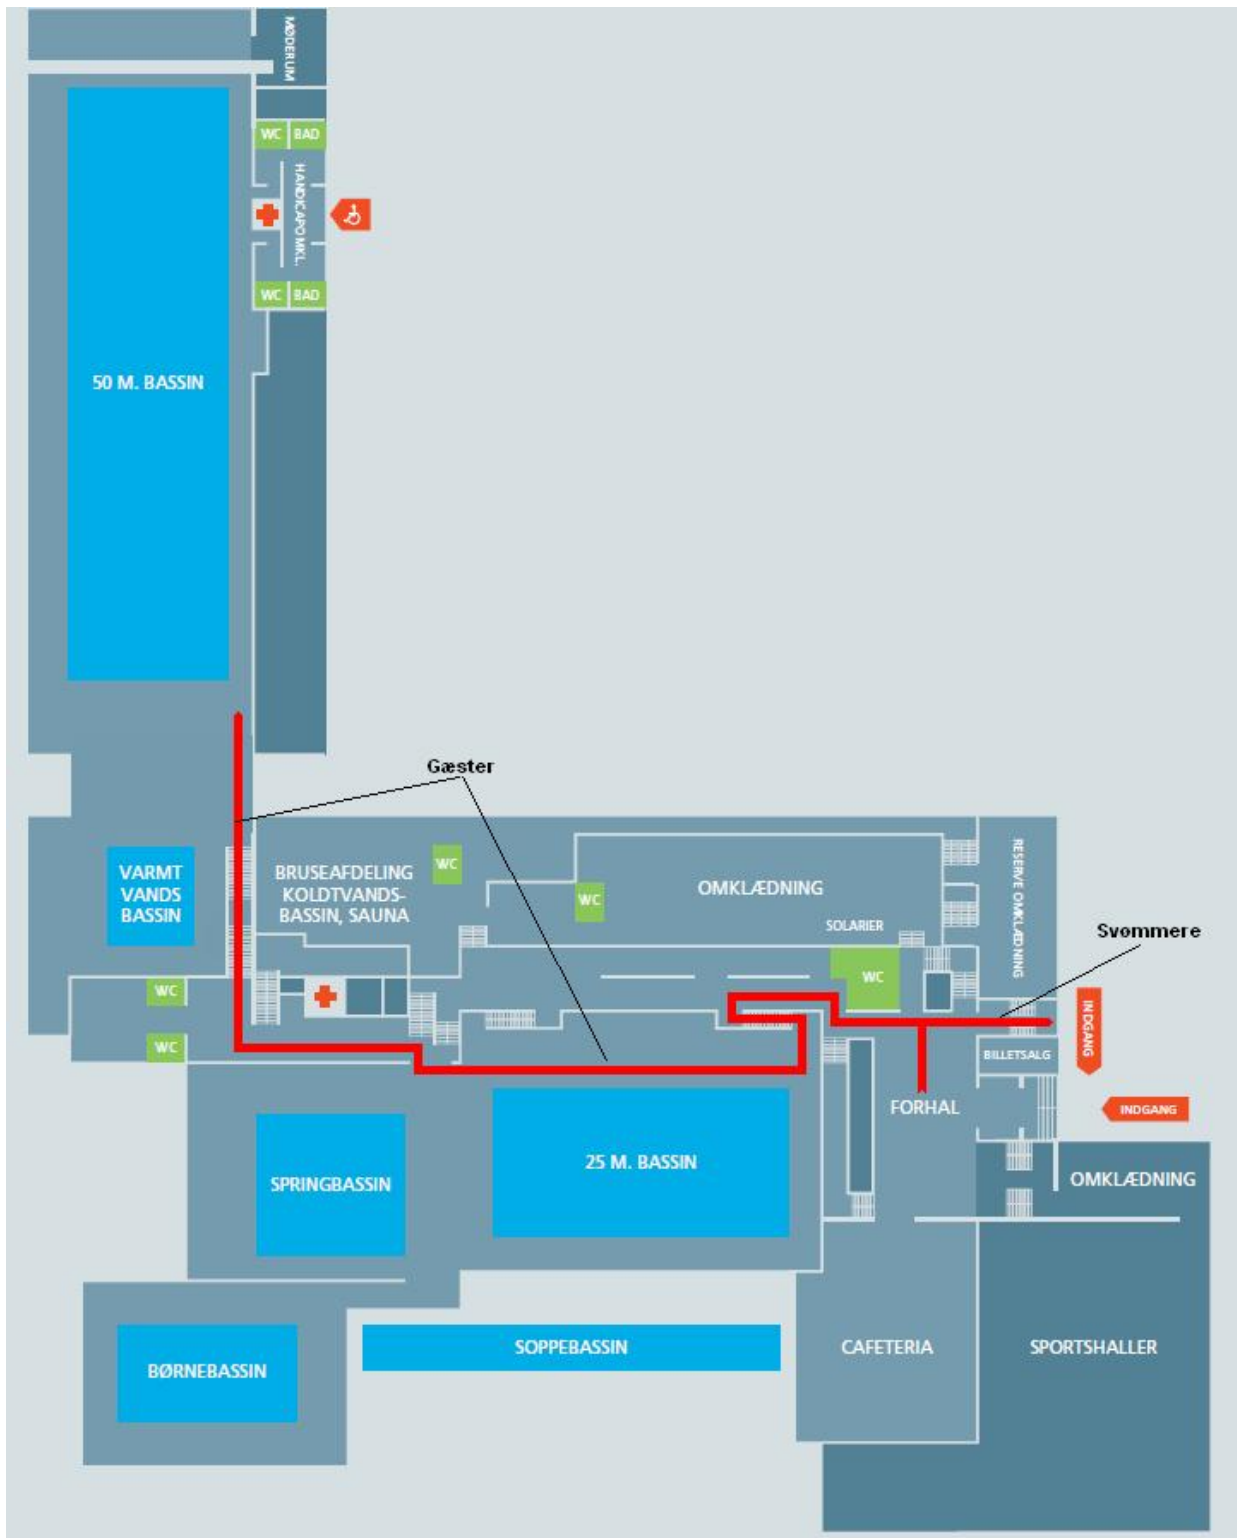 MØDERUM
WC
BAD
HANDICAPOMKL.
WC
BAD
50 M. BASSIN
Gæster
VARMT
VANDS
BASSIN
BRUSEAFDELING
KOLDTVANDS-
BASSIN, SAUNA
WC
WC
OMKLÆDNING
SOLARIER
WC
RESERVE OMKLÆDNING
Svømmere
WC
WC
INDGANG
BILLETSALG
INDGANG
FORHAL
25 M. BASSIN
SPRINGBASSIN
OMKLÆDNING
SOPPEBASSIN
CAFETERIA
SPORTSHALLER
BØRNEBASSIN